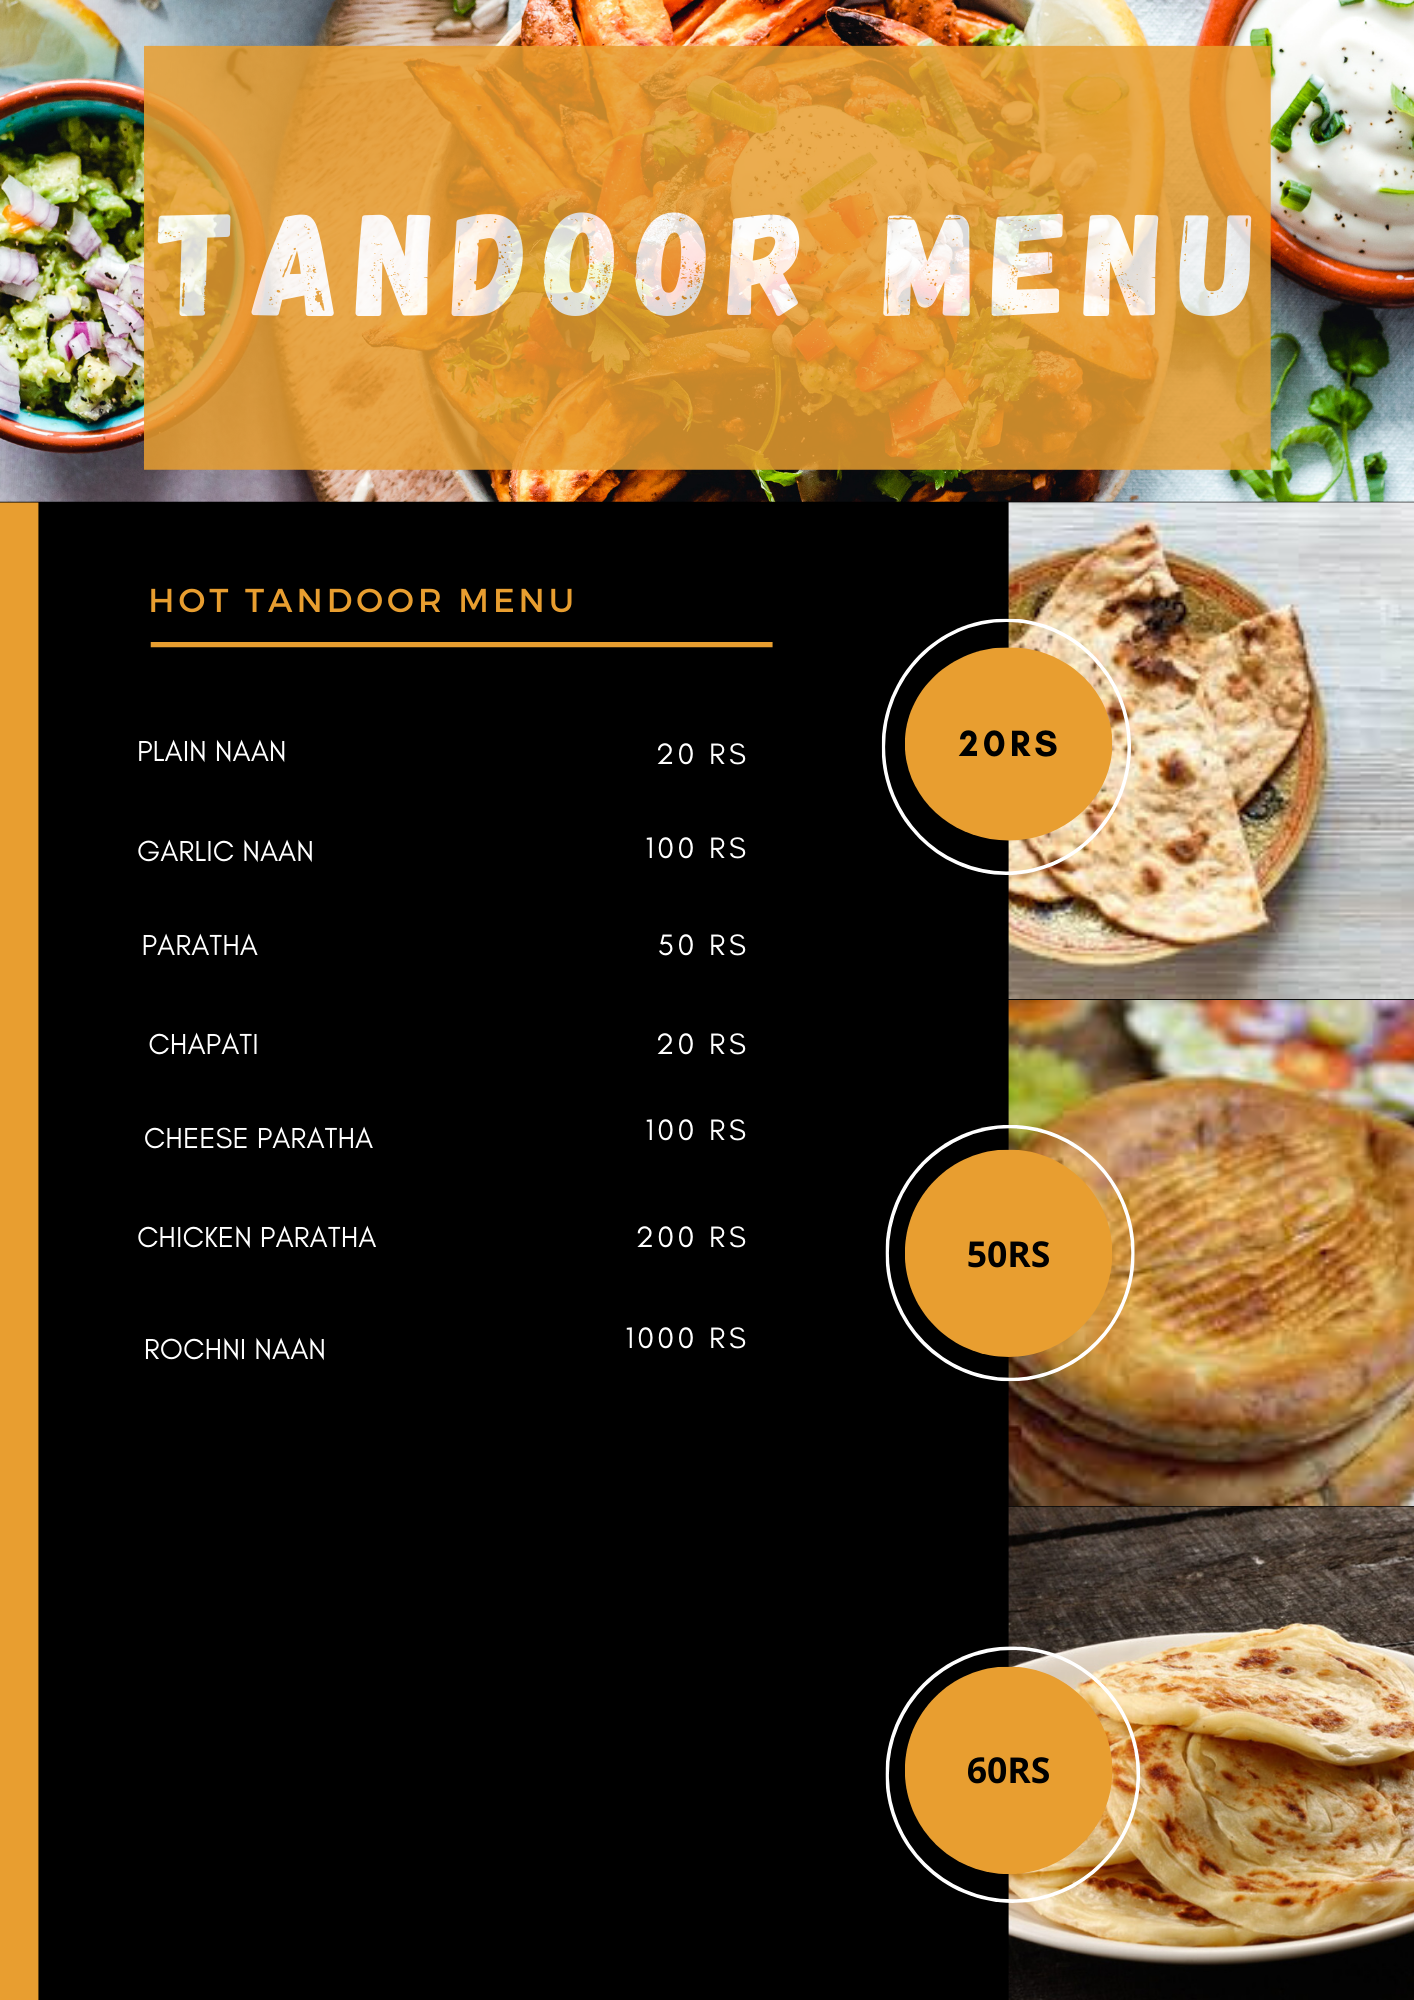 TANDOOR MENU
HOT TANDOOR MENU
PLAIN NAAN 20 RS
GARLIC NAAN 100 RS
PARATHA 50 RS
CHAPATI 20 RS
CHEESE PARATHA 100 RS
CHICKEN PARATHA 200 RS
ROCHNI NAAN 1000 RS
20RS
50RS
60RS